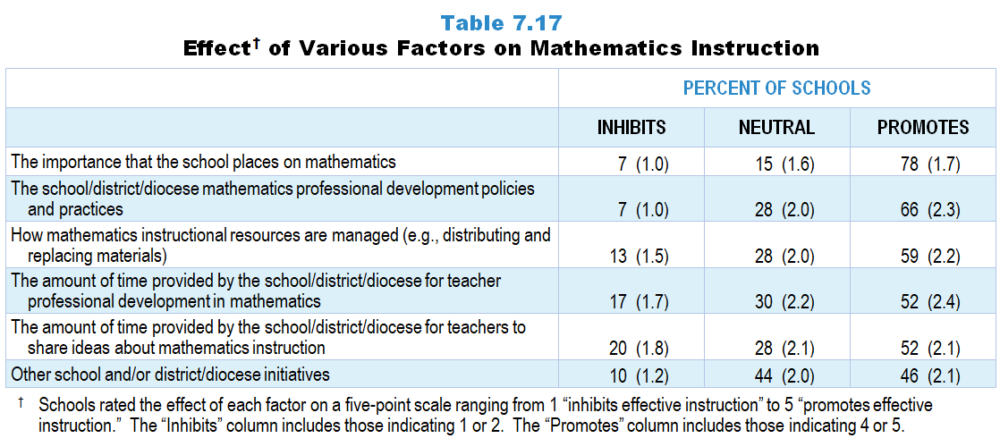 Table 7.17
Effect† of Various Factors on Mathematics Instruction
PERCENT OF SCHOOLS
INHIBITS NEUTRAL PROMOTES
The importance that the school places on mathematics 7 (1.0) 15 (1.6) 78 (1.7)
The school/district/diocese mathematics professional development policies
and practices 7 (1.0) 28 (2.0) 66 (2.3)
How mathematics instructional resources are managed (e.g., distributing and
replacing materials) 13 (1.5) 28 (2.0) 59 (2.2)
The amount of time provided by the school/district/diocese for teacher
professional development in mathematics 17 (1.7) 30 (2.2) 52 (2.4)
The amount of time provided by the school/district/diocese for teachers to
share ideas about mathematics instruction 20 (1.8) 28 (2.1) 52 (2.1)
Other school and/or district/diocese initiatives 10 (1.2) 44 (2.0) 46 (2.1)
† Schools rated the effect of each factor on a five-point scale ranging from 1 “inhibits effective instruction” to 5 “promotes effective
instruction.” The “Inhibits” column includes those indicating 1 or 2. The “Promotes” column includes those indicating 4 or 5.